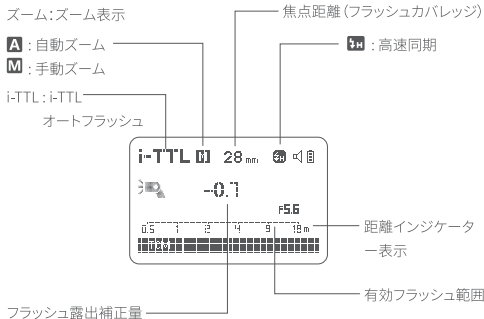 ズーム:ズーム表示
焦点距離(フラッシュカバレッジ)
A : 自動ズーム
H : 高速同期
M : 手動ズーム
i-TTL : i-TTL
オートフラッシュ
i-TTL M 28 mm H
-0.7
F5.6
0.5 1 2 4 9 18 m
距離インジケータ
ー表示
有効フラッシュ範囲
フラッシュ露出補正量